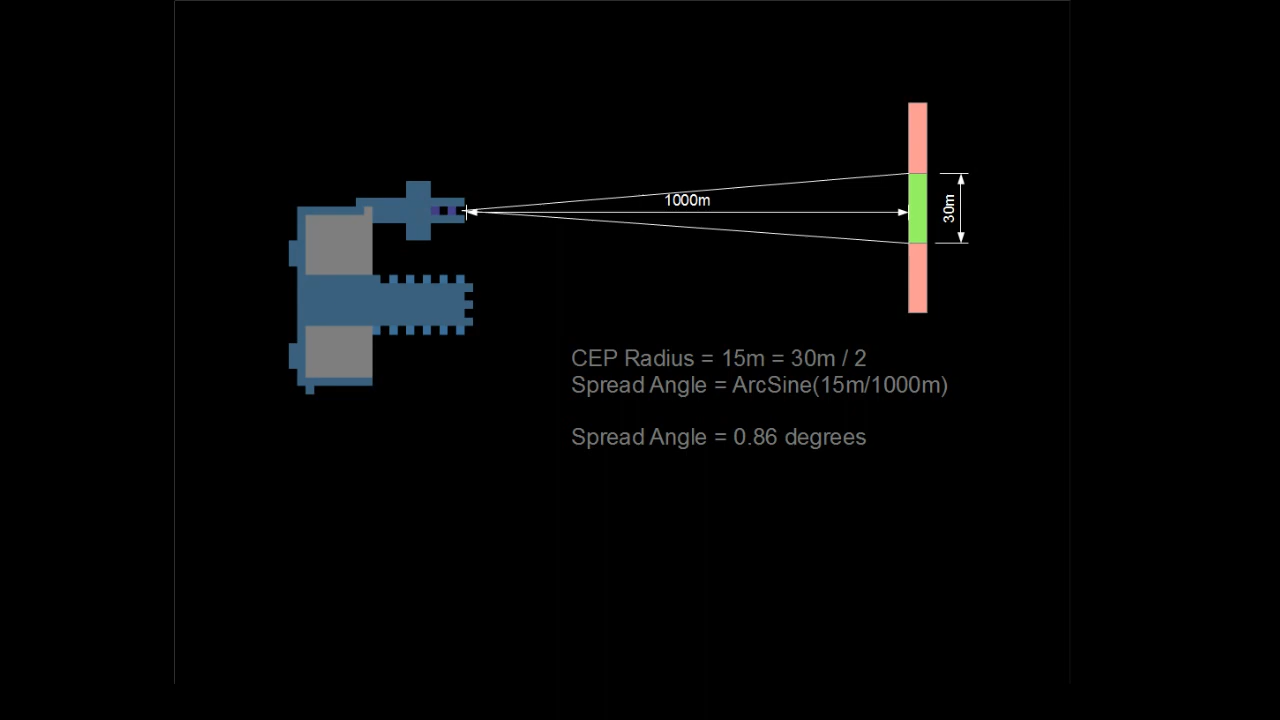 1000m
30m
CEP Radius = 15m = 30m / 2
Spread Angle = ArcSine(15m/1000m)
Spread Angle = 0.86 degrees